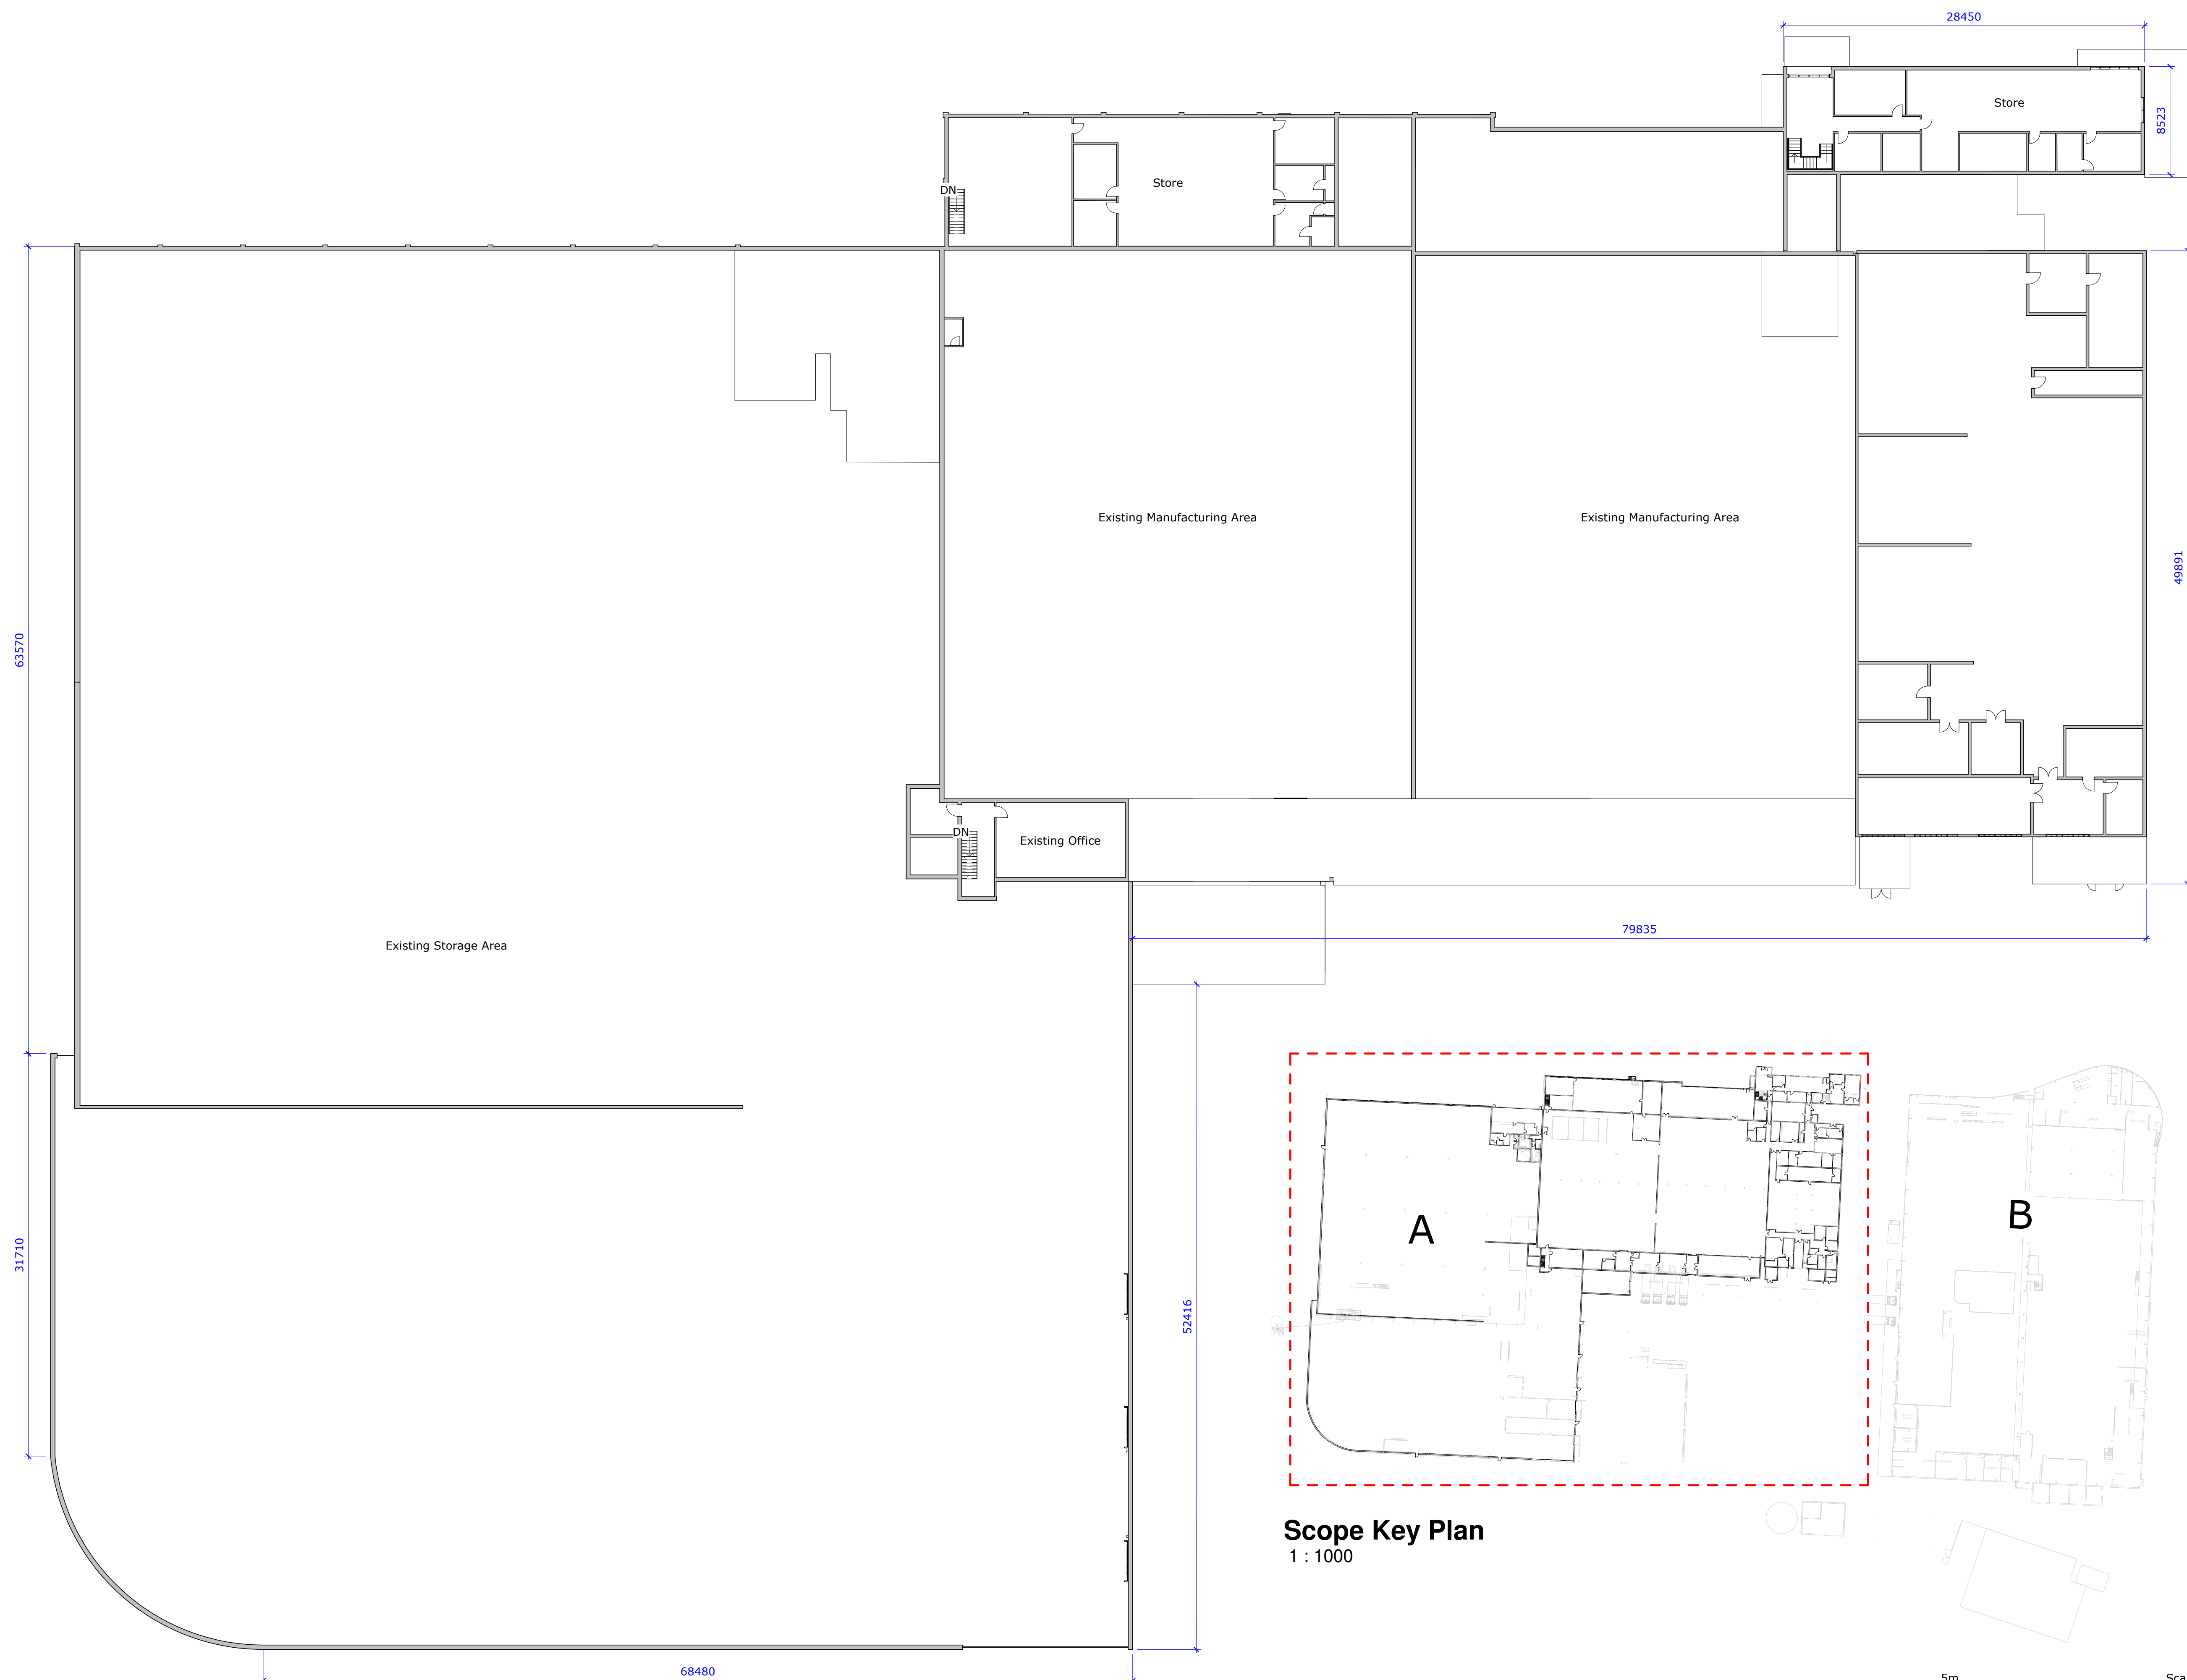 28450
Store
8523
DN
Store
63570
Existing Manufacturing Area
Existing Manufacturing Area
49891
DN
Existing Office
79835
Existing Storage Area
A
B
31710
52416
Scope Key Plan
1 : 1000
68480
5m
Sca